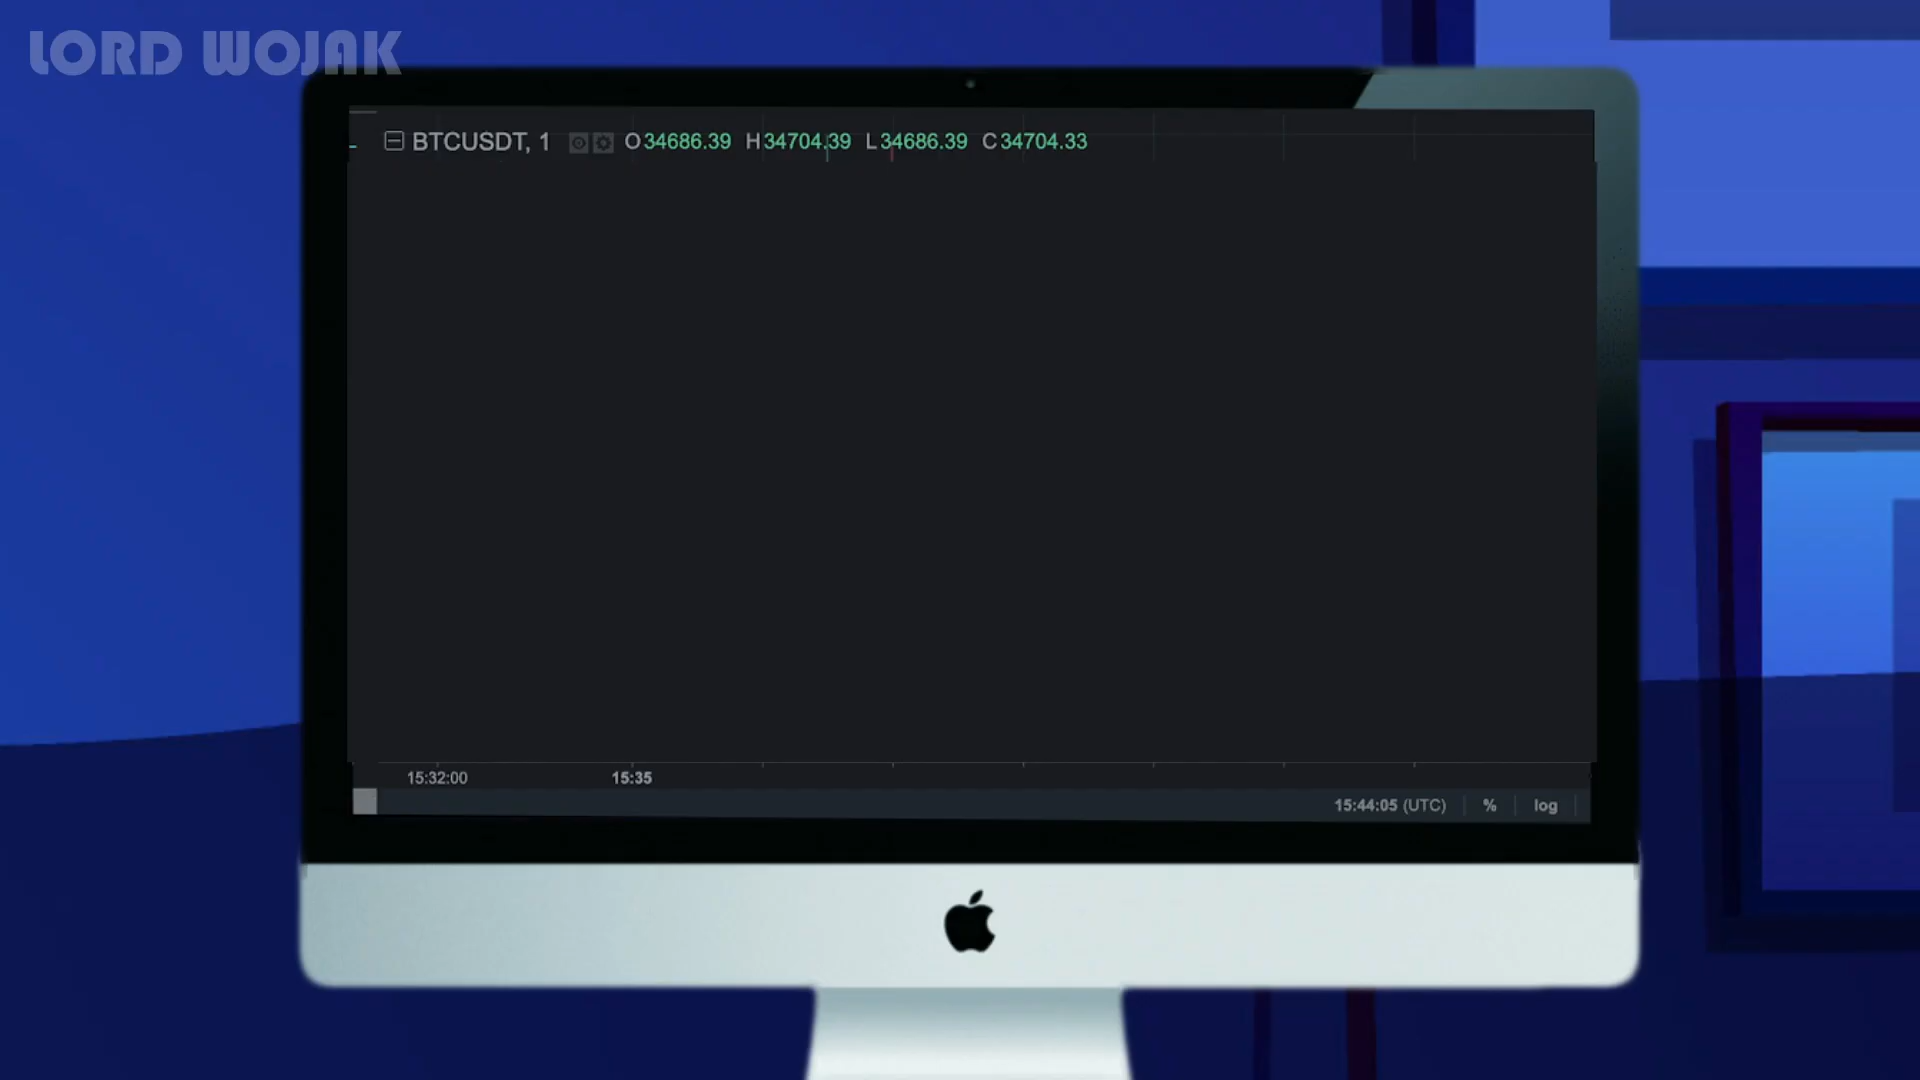 LORD WOJAK
BTCUSDT, 1 O34686.39 H34704.39 L34686.39 C34704.33
15:32:00 15:35
15:44:05 (UTC) % log